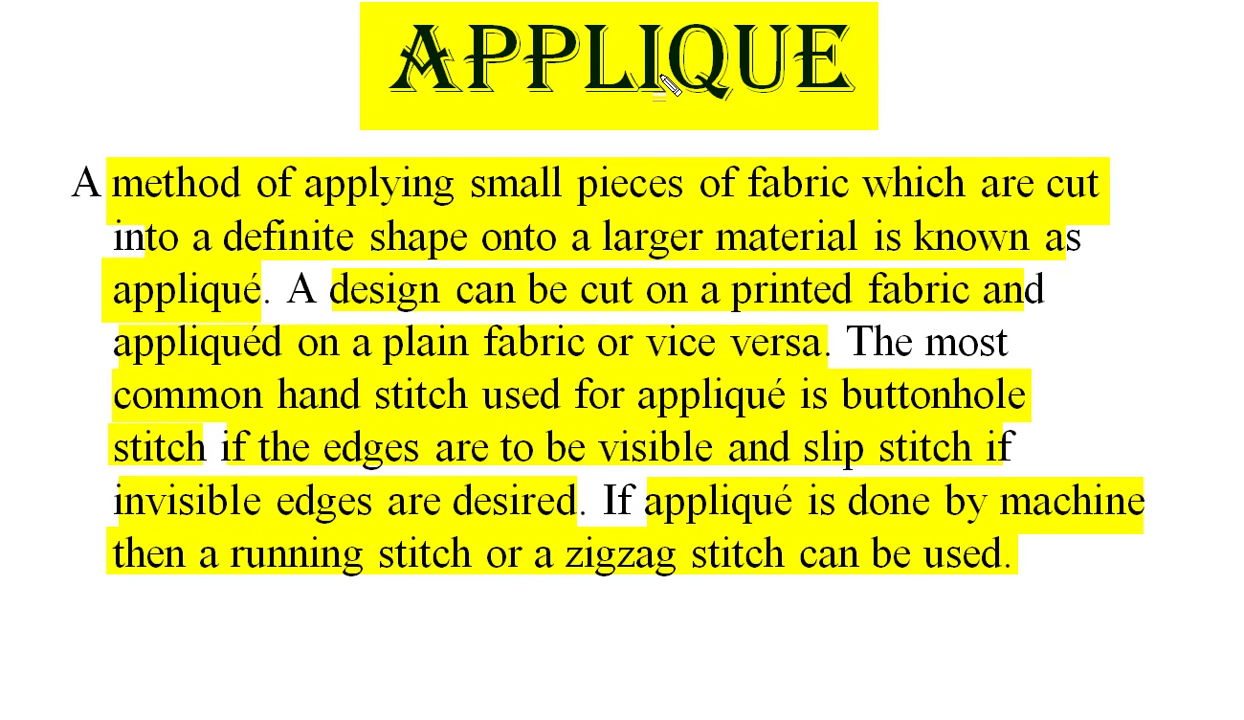 APPLIQUE
A method of applying small pieces of fabric which are cut
into a definite shape onto a larger material is known as
appliqué. A design can be cut on a printed fabric and
appliquéd on a plain fabric or vice versa. The most
common hand stitch used for appliqué is buttonhole
stitch if the edges are to be visible and slip stitch if
invisible edges are desired. If appliqué is done by machine
then a running stitch or a zigzag stitch can be used.